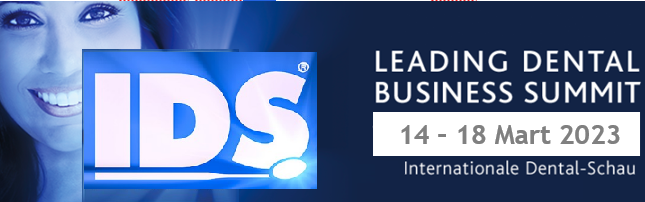 IDS®
LEADING DENTAL
BUSINESS SUMMIT
14 - 18 Mart 2023
Internationale Dental-Schau